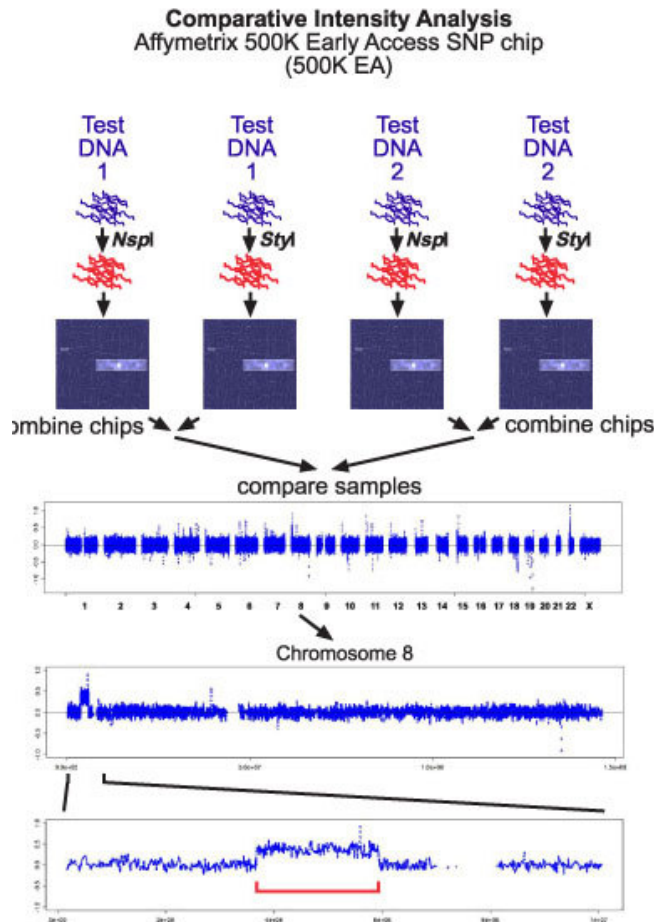 Comparative Intensity Analysis
Affymetrix 500K Early Access SNP chip
(500K EA)
Test Test Test Test
DNA DNA DNA DNA
1 1 2 2
NspI StyI NspI StyI
ombine chips combine chips
compare samples
1 2 3 4 5 6 7 8 9 10 11 12 13 14 15 16 17 18 19 20 21 22 X
Chromosome 8